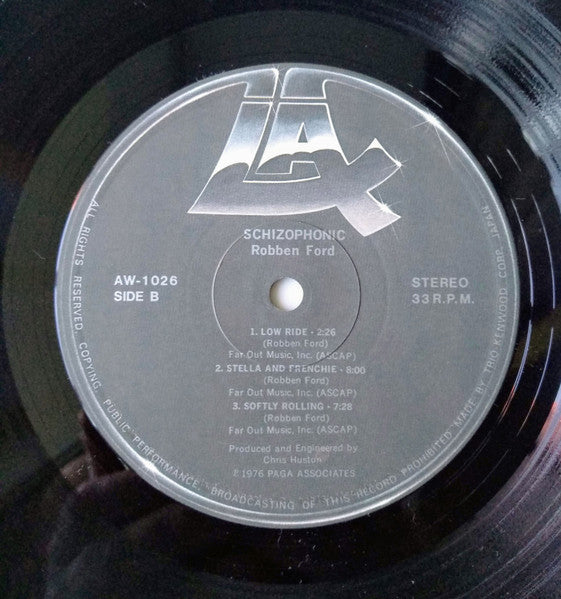 LAX
SCHIZOPHONIC
Robben Ford
AW-1026
SIDE B
STEREO
33 R.P.M.
1. LOW RIDE - 2:26
(Robben Ford)
Far Out Music, Inc. (ASCAP)
2. STELLA AND FRENCHIE - 8:06
(Robben Ford)
Far Out Music, Inc. (ASCAP)
3. SOFTLY ROLLING - 7:28
(Robben Ford)
Far Out Music, Inc. (ASCAP)
Produced and Engineered by
Chris Huston
℗ 1976 PAGA ASSOCIATES
ALL RIGHTS RESERVED. COPYING, PUBLIC PERFORMANCE, BROADCASTING OF THIS RECORD PROHIBITED. MADE BY TRIO-KENWOOD CORP. JAPAN